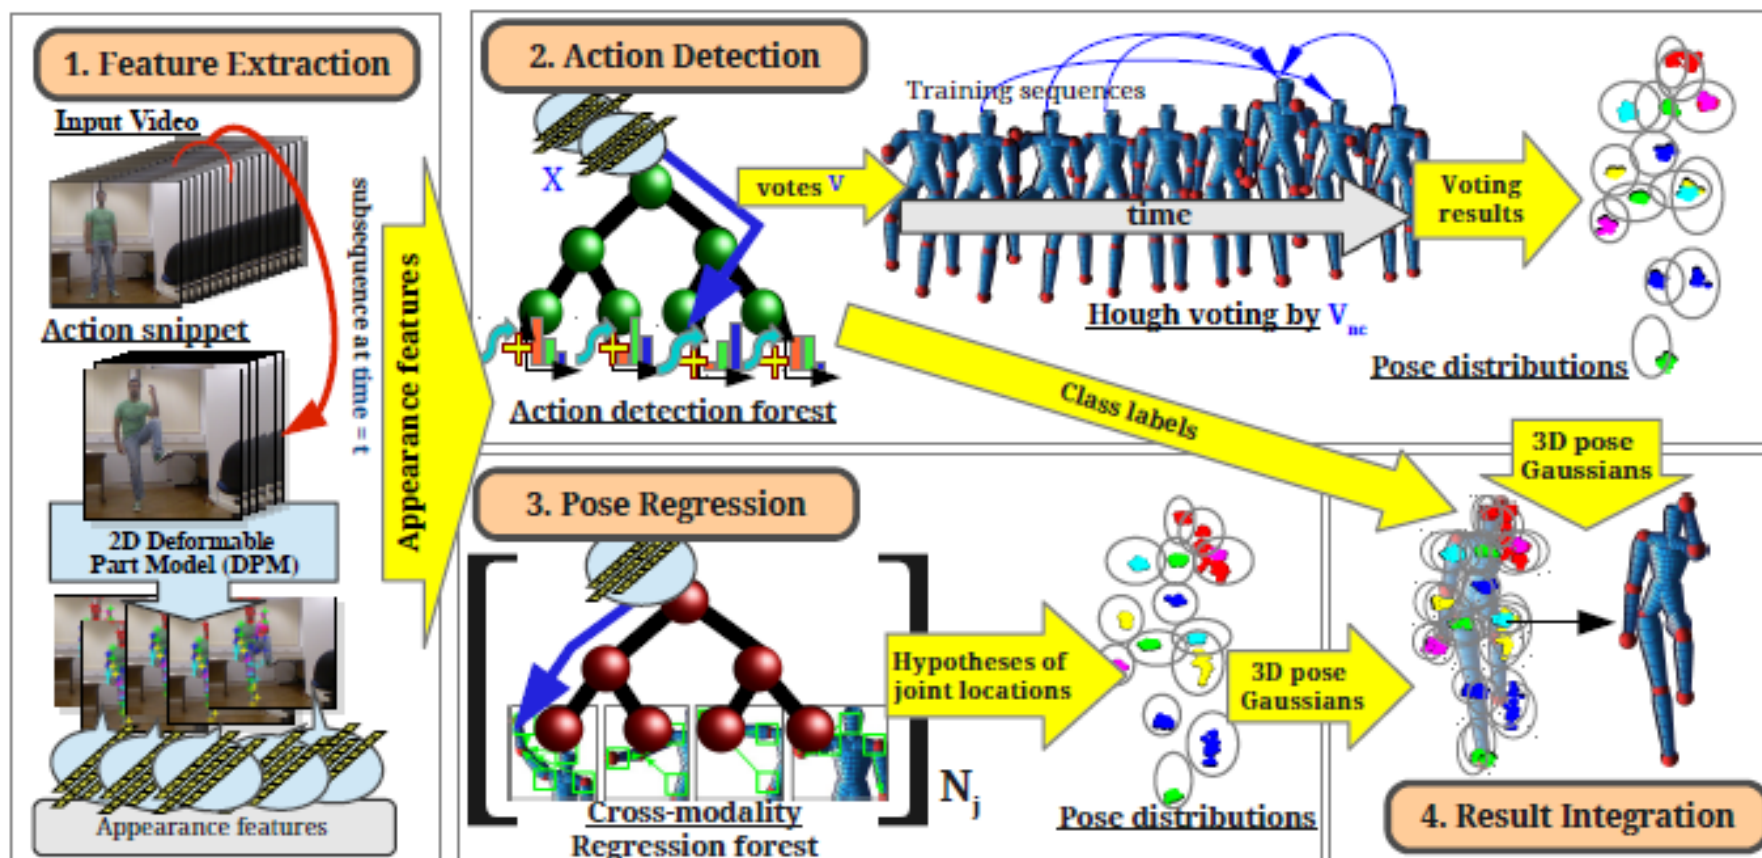 1. Feature Extraction
Input Video
subsequence at time = t
Action snippet
2D Deformable
Part Model (DPM)
Appearance features
Appearance features
2. Action Detection
X
votes V
Training sequences
time
Hough voting by Vnc
Voting
results
Pose distributions
Action detection forest
Class labels
3D pose
Gaussians
3. Pose Regression
Nj
Cross-modality
Regression forest
Hypotheses of
joint locations
Pose distributions
3D pose
Gaussians
4. Result Integration